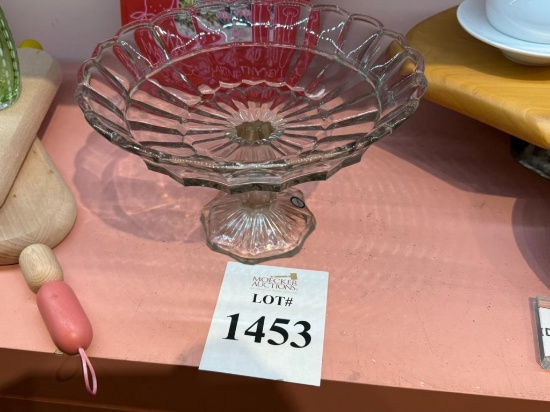 MOECKER
AUCTIONS
LOT#
1453